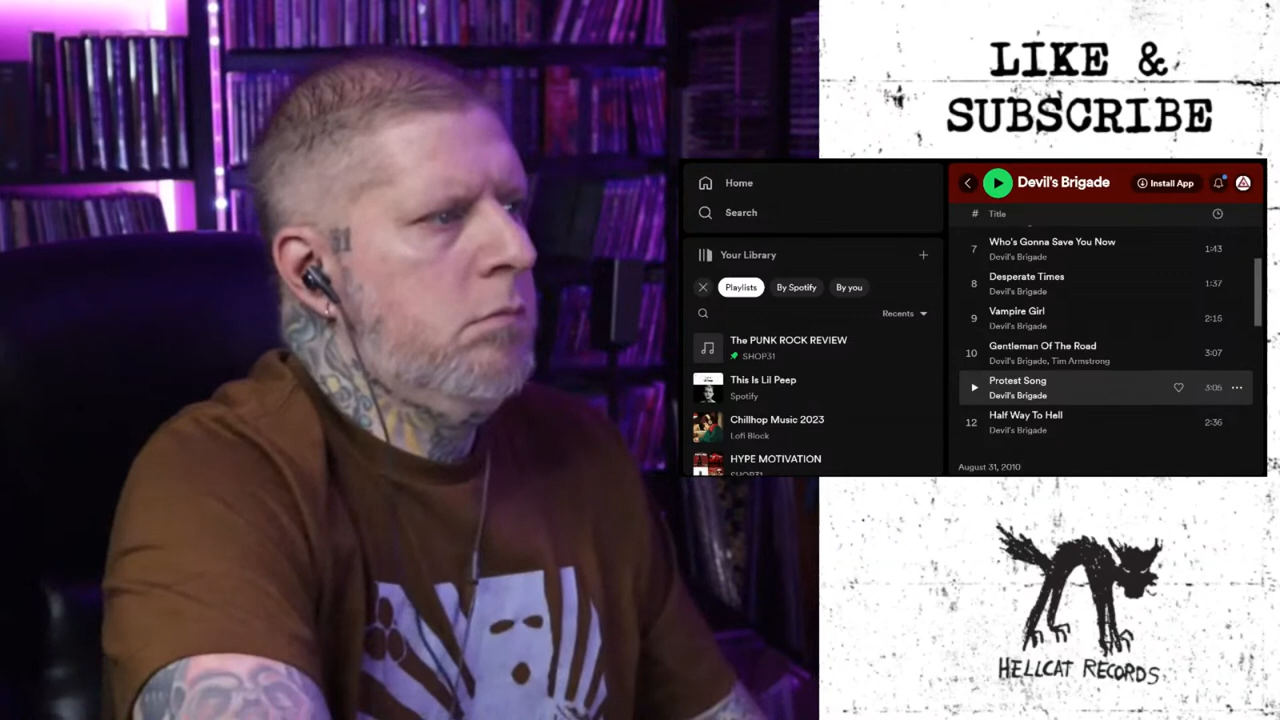 LIKE &
SUBSCRIBE
Home
Search
Your Library
Playlists
By Spotify
By you
Recents
The PUNK ROCK REVIEW
SHOP31
This Is Lil Peep
Spotify
Chillhop Music 2023
Lofi Block
HYPE MOTIVATION
SHOP31
Devil's Brigade
Install App
# Title
7 Who's Gonna Save You Now 1:43
Devil's Brigade
8 Desperate Times 1:37
Devil's Brigade
9 Vampire Girl 2:15
Devil's Brigade
10 Gentleman Of The Road 3:07
Devil's Brigade, Tim Armstrong
Protest Song 3:05
Devil's Brigade
12 Half Way To Hell 2:36
Devil's Brigade
August 31, 2010
HELLCAT RECORDS